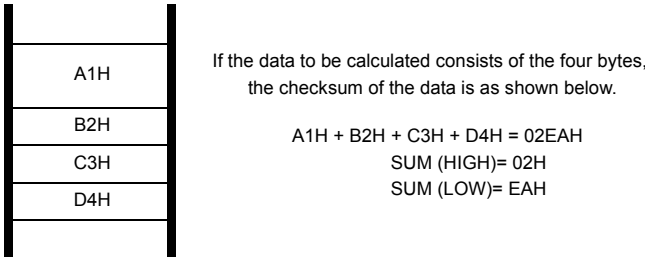 A1H
B2H
C3H
D4H
If the data to be calculated consists of the four bytes,
the checksum of the data is as shown below.
A1H + B2H + C3H + D4H = 02EAH
SUM (HIGH)= 02H
SUM (LOW)= EAH